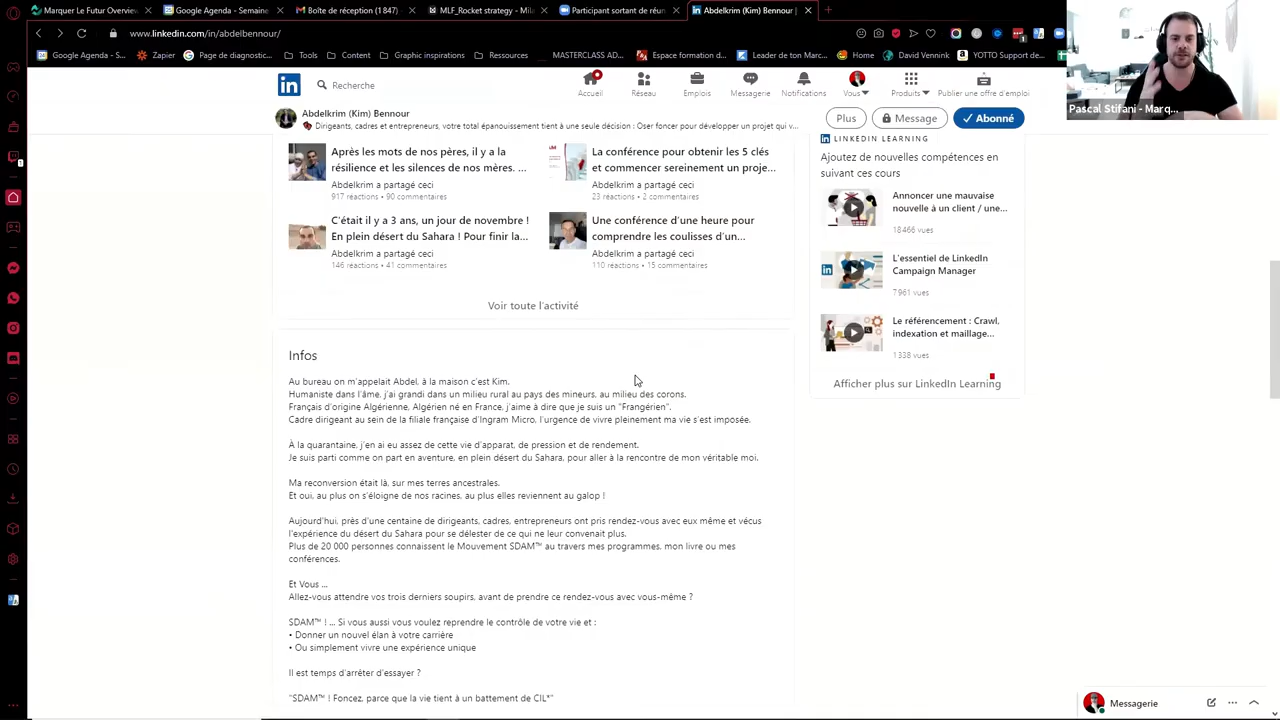 Marquer Le Futur Overview
Google Agenda - Semaine
Boîte de réception (1 847)
MLF_Rocket strategy - Mil
Participant sortant de réun
Abdelkrim (Kim) Bennour |
www.linkedin.com/in/abdelbennour/
Google Agenda - S...
Zapier
Page de diagnostic...
Tools
Content
Graphic inspirations
Ressources
MASTERCLASS AD...
Espace formation d...
Leader de ton Marc...
Home
David Vennink
YOTTO Support de
Pascal Stifani - Marq...
Recherche
Accueil
Réseau
Emplois
Messagerie
Notifications
Vous
Produits
Publier une offre d'emploi
Abdelkrim (Kim) Bennour
Dirigeants, cadres et entrepreneurs, votre total épanouissement tient à une seule décision : Oser foncer pour développer un projet qui v...
Plus
Message
Abonné
Après les mots de nos pères, il y a la
résilience et les silences de nos mères. ...
Abdelkrim a partagé ceci
917 réactions • 90 commentaires
La conférence pour obtenir les 5 clés
et commencer sereinement un proje...
Abdelkrim a partagé ceci
23 réactions • 2 commentaires
C'était il y a 3 ans, un jour de novembre !
En plein désert du Sahara ! Pour finir la...
Abdelkrim a partagé ceci
146 réactions • 41 commentaires
Une conférence d'une heure pour
comprendre les coulisses d'un...
Abdelkrim a partagé ceci
110 réactions • 15 commentaires
Voir toute l'activité
LINKEDIN LEARNING
Ajoutez de nouvelles compétences en
suivant ces cours
Annoncer une mauvaise
nouvelle à un client / une...
18 466 vues
L'essentiel de LinkedIn
Campaign Manager
7 961 vues
Le référencement : Crawl,
indexation et maillage...
1 338 vues
Afficher plus sur LinkedIn Learning
Infos
Au bureau on m'appelait Abdel, à la maison c'est Kim.
Humaniste dans l'âme, j'ai grandi dans un milieu rural au pays des mineurs, au milieu des corons.
Français d'origine Algérienne, Algérien né en France, j'aime à dire que je suis un "Frangérien".
Cadre dirigeant au sein de la filiale française d'Ingram Micro, l'urgence de vivre pleinement ma vie s'est imposée.
À la quarantaine, j'en ai eu assez de cette vie d'apparat, de pression et de rendement.
Je suis parti comme on part en aventure, en plein désert du Sahara, pour aller à la rencontre de mon véritable moi.
Ma reconversion était là, sur mes terres ancestrales.
Et oui, au plus on s'éloigne de nos racines, au plus elles reviennent au galop !
Aujourd'hui, près d'une centaine de dirigeants, cadres, entrepreneurs ont pris rendez-vous avec eux même et vécus
l'expérience du désert du Sahara pour se délester de ce qui ne leur convenait plus.
Plus de 20 000 personnes connaissent le Mouvement SDAM™ au travers mes programmes, mon livre ou mes
conférences.
Et Vous ...
Allez-vous attendre vos trois derniers soupirs, avant de prendre ce rendez-vous avec vous-même ?
SDAM™ ! ... Si vous aussi vous voulez reprendre le contrôle de votre vie et :
• Donner un nouvel élan à votre carrière
• Ou simplement vivre une expérience unique
Il est temps d'arrêter d'essayer ?
"SDAM™ ! Foncez, parce que la vie tient à un battement de CIL*"
Messagerie